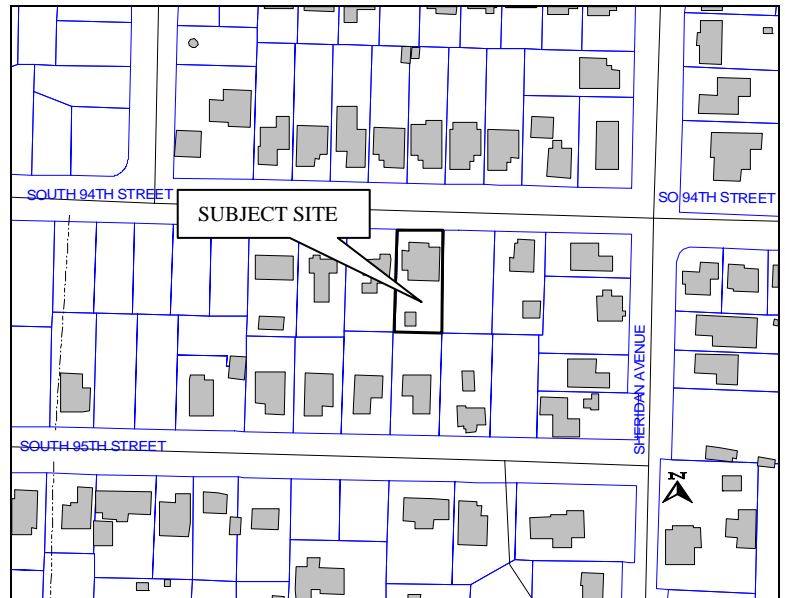 SOUTH 94TH STREET
SO 94TH STREET
SUBJECT SITE
SHERIDAN AVENUE
SOUTH 95TH STREET
N